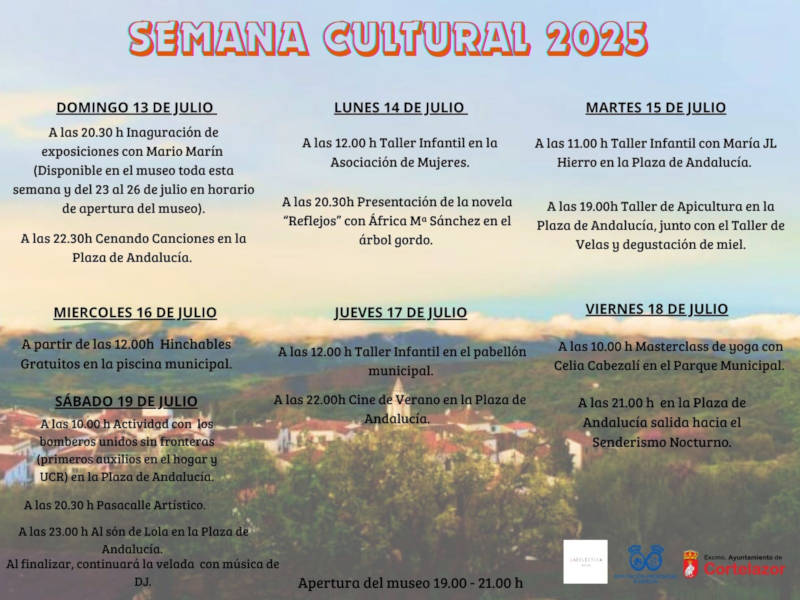 SEMANA CULTURAL 2025
DOMINGO 13 DE JULIO
A las 20.30 h Inaguración de
exposiciones con Mario Marín
(Disponible en el museo toda esta
semana y del 23 al 26 de julio en horario
de apertura del museo).
A las 22.30h Cenando Canciones en la
Plaza de Andalucía.
LUNES 14 DE JULIO
A las 12.00 h Taller Infantil en la
Asociación de Mujeres.
A las 20.30h Presentación de la novela
“Reflejos” con África Mª Sánchez en el
árbol gordo.
MARTES 15 DE JULIO
A las 11.00 h Taller Infantil con María JL
Hierro en la Plaza de Andalucía.
A las 19.00h Taller de Apicultura en la
Plaza de Andalucía, junto con el Taller de
Velas y degustación de miel.
MIERCOLES 16 DE JULIO
A partir de las 12.00h Hinchables
Gratuitos en la piscina municipal.
JUEVES 17 DE JULIO
A las 12.00 h Taller Infantil en el pabellón
municipal.
A las 22.00h Cine de Verano en la Plaza de
Andalucía.
VIERNES 18 DE JULIO
A las 10.00 h Masterclass de yoga con
Celia Cabezalí en el Parque Municipal.
A las 21.00 h en la Plaza de
Andalucía salida hacia el
Senderismo Nocturno.
SÁBADO 19 DE JULIO
A las 10.00 h Actividad con los
bomberos unidos sin fronteras
(primeros auxilios en el hogar y
UCR) en la Plaza de Andalucía.
A las 20.30 h Pasacalle Artístico.
A las 23.00 h Al són de Lola en la Plaza de
Andalucía.
Al finalizar, continuará la velada con música de
DJ.
Apertura del museo 19.00 - 21.00 h
Excmo. Ayuntamiento de
Cortelazor